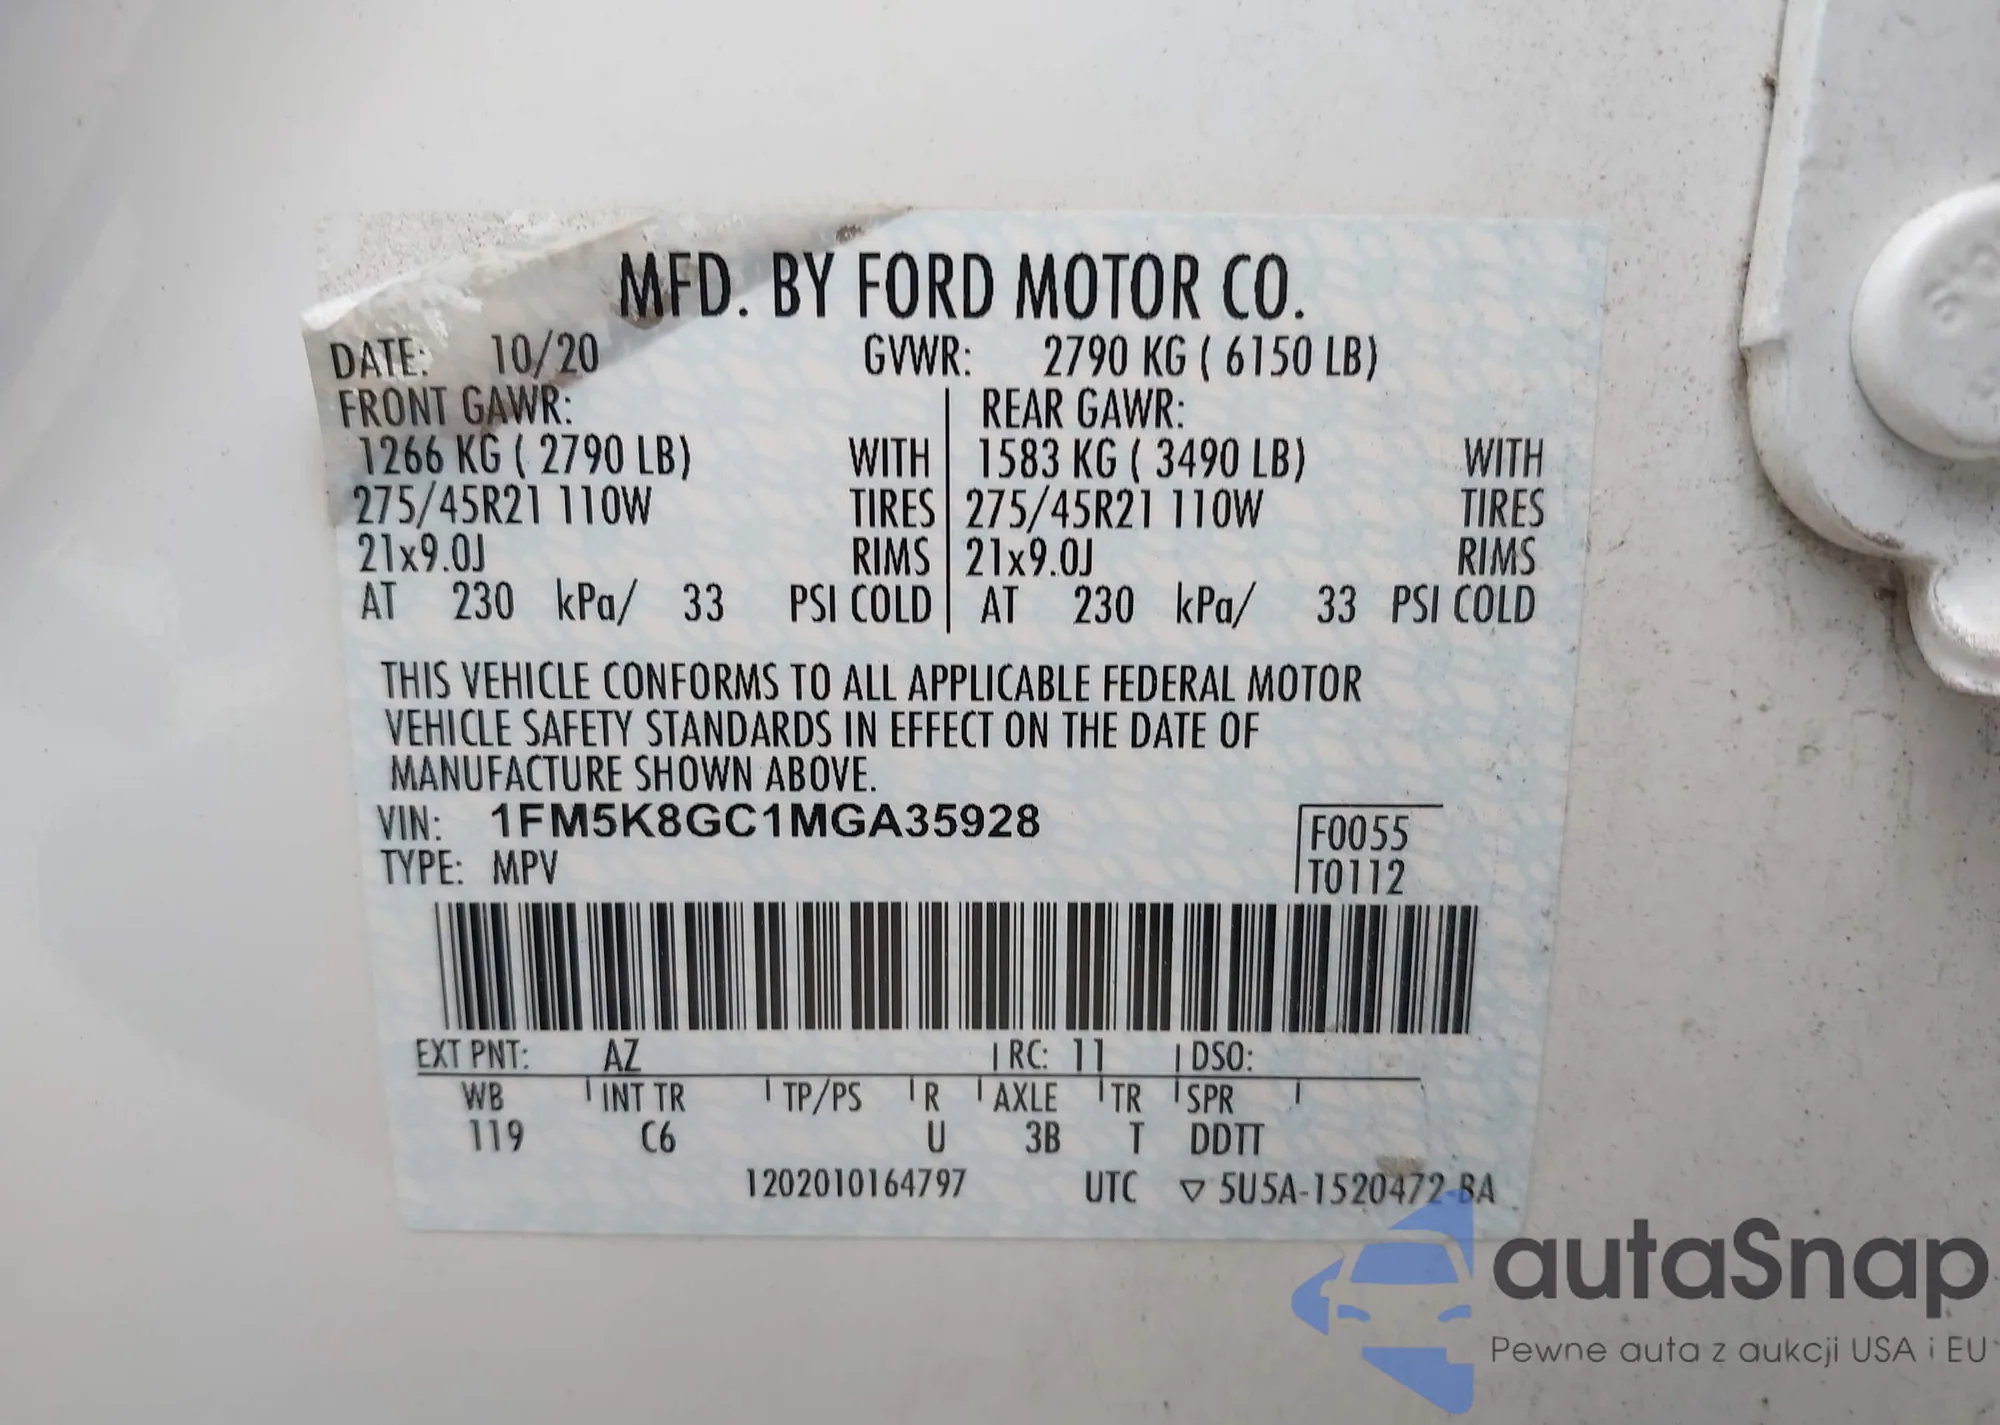 MFD. BY FORD MOTOR CO.
DATE: 10/20 GVWR: 2790 KG ( 6150 LB)
FRONT GAWR: REAR GAWR:
1266 KG ( 2790 LB) WITH 1583 KG ( 3490 LB) WITH
275/45R21 110W TIRES 275/45R21 110W TIRES
21x9.0J RIMS 21x9.0J RIMS
AT 230 kPa/ 33 PSI COLD AT 230 kPa/ 33 PSI COLD
THIS VEHICLE CONFORMS TO ALL APPLICABLE FEDERAL MOTOR
VEHICLE SAFETY STANDARDS IN EFFECT ON THE DATE OF
MANUFACTURE SHOWN ABOVE.
VIN: 1FM5K8GC1MGA35928 F0055
TYPE: MPV T0112
EXT PNT: AZ RC: 11 DSO:
WB INT TR TP/PS R AXLE TR SPR
119 C6 U 3B T DDTT
1202010164797 UTC ▽ 5U5A-1520472-BA
autaSnap
Pewne auta z aukcji USA i EU